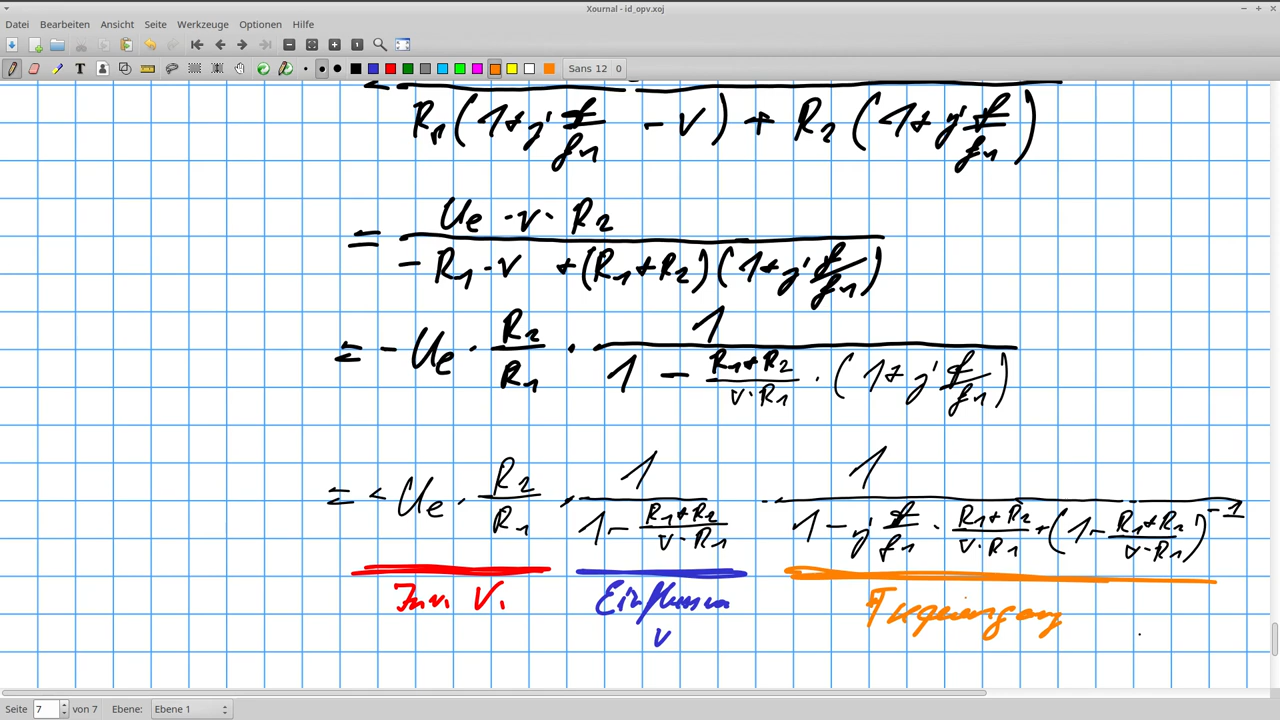 Xournal - id_opv.xoj
Datei Bearbeiten Ansicht Seite Werkzeuge Optionen Hilfe
Sans 12 0
R₁(1+j f/f₁ - v) + R₂(1+j f/f₁)
= (Ue · v · R₂) / (-R₁ · v + (R₁+R₂)(1+j f/f₁))
= -Ue · R₂/R₁ · 1 / (1 - (R₁+R₂)/(v·R₁) · (1+j f/f₁))
= -Ue · R₂/R₁ · 1 / (1 - (R₁+R₂)/(v·R₁)) · 1 / (1 - j f/f₁ · (R₁+R₂)/(v·R₁) · (1 - (R₁+R₂)/(v·R₁))⁻¹)
Inv. V.
Einfluss von
v
Frequenzgang
Seite 7 von 7 Ebene: Ebene 1